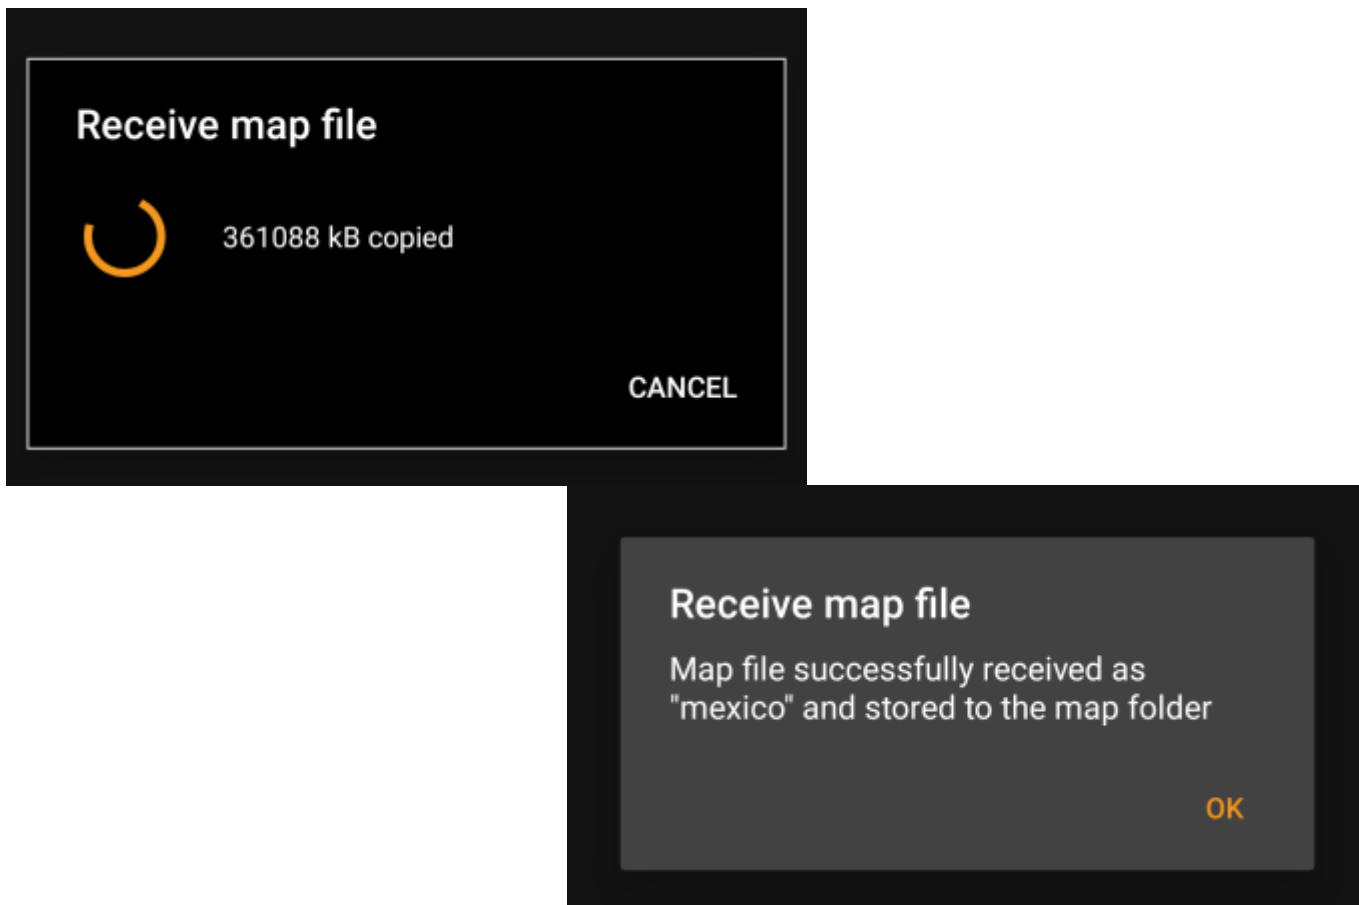 Receive map file
361088 kB copied
CANCEL
Receive map file
Map file successfully received as
"mexico" and stored to the map folder
OK